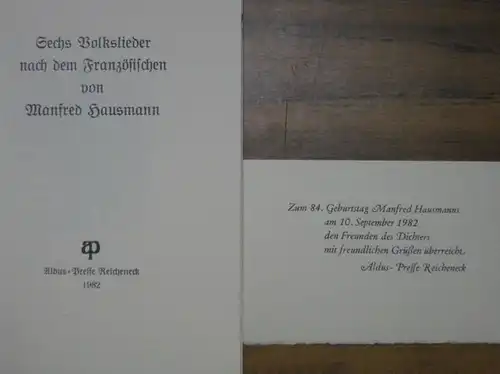 Sechs Volkslieder
nach dem Französischen
von
Manfred Hausmann
ap
Aldus-Presse Reicheneck
1982
Zum 84. Geburtstag Manfred Hausmanns
am 10. September 1982
den Freunden des Dichters
mit freundlichen Grüßen überreicht.
Aldus-Presse Reicheneck